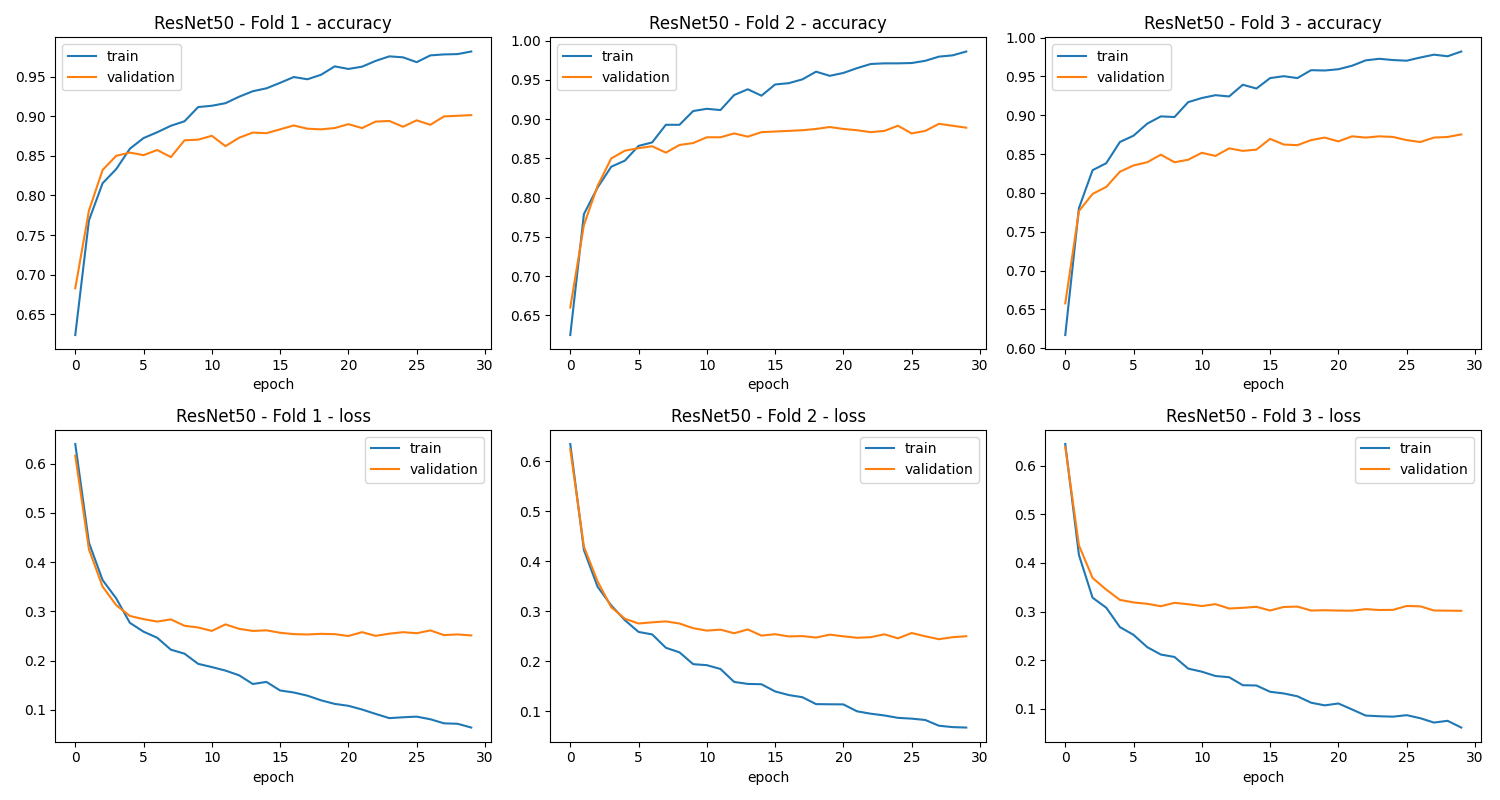 ResNet50 - Fold 1 - accuracy
train
validation
0.95
0.90
0.85
0.80
0.75
0.70
0.65
0 5 10 15 20 25 30
epoch
ResNet50 - Fold 2 - accuracy
train
validation
1.00
0.95
0.90
0.85
0.80
0.75
0.70
0.65
0 5 10 15 20 25 30
epoch
ResNet50 - Fold 3 - accuracy
train
validation
1.00
0.95
0.90
0.85
0.80
0.75
0.70
0.65
0.60
0 5 10 15 20 25 30
epoch
ResNet50 - Fold 1 - loss
train
validation
0.6
0.5
0.4
0.3
0.2
0.1
0 5 10 15 20 25 30
epoch
ResNet50 - Fold 2 - loss
train
validation
0.6
0.5
0.4
0.3
0.2
0.1
0 5 10 15 20 25 30
epoch
ResNet50 - Fold 3 - loss
train
validation
0.6
0.5
0.4
0.3
0.2
0.1
0 5 10 15 20 25 30
epoch